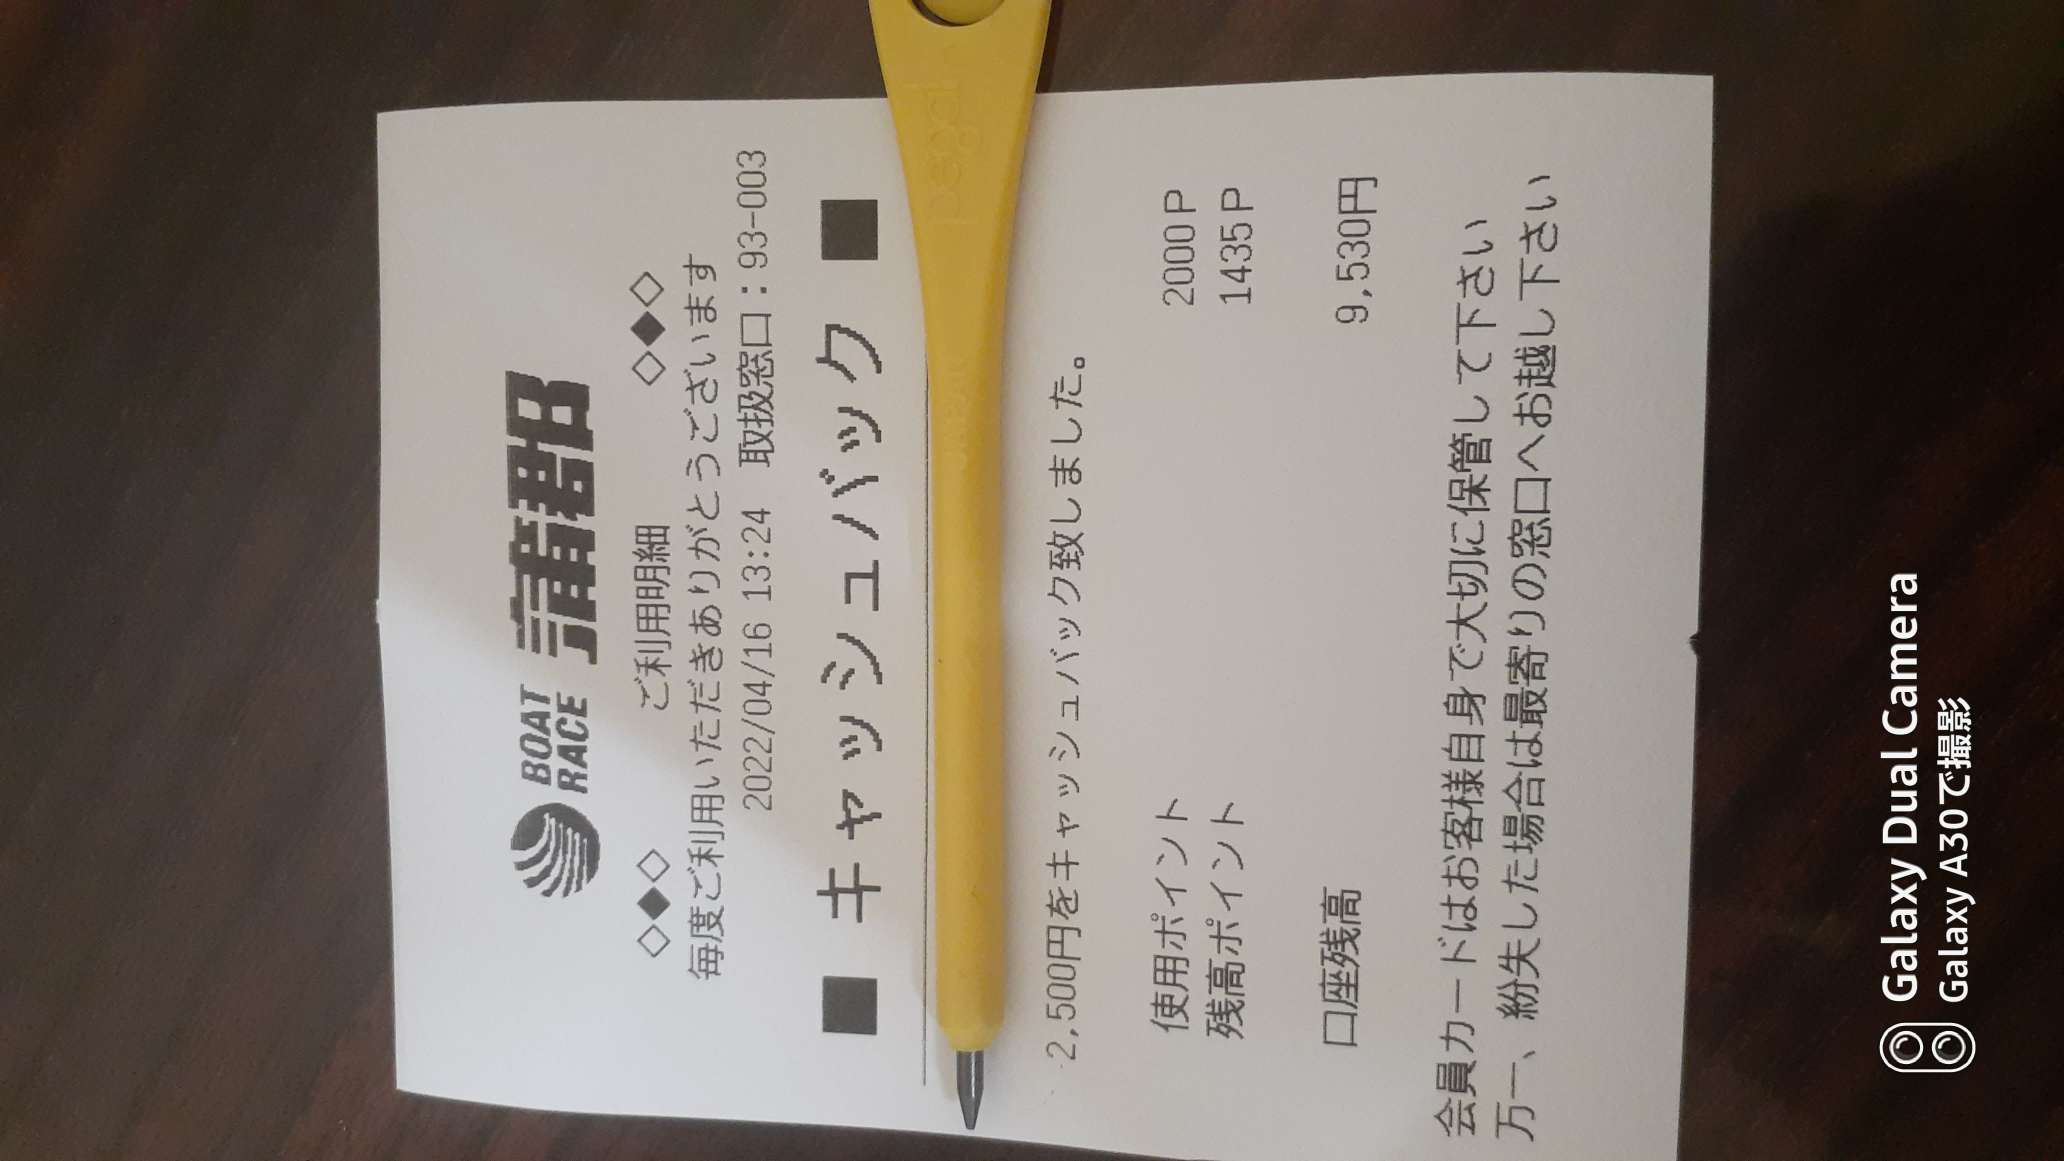 BOAT RACE 蒲郡
◇◆◇ ご利用明細 ◇◆◇
毎度ご利用いただきありがとうございます
2022/04/16 13:24 取扱窓口:93-003
■ キャッシュバック ■
2,500円をキャッシュバック致しました。
使用ポイント 2000P
残高ポイント 1435P
口座残高 9,530円
会員カードはお客様自身で大切に保管して下さい
万一、紛失した場合は最寄りの窓口へお越し下さい
pegol
JAPAN
Galaxy Dual Camera
Galaxy A30で撮影